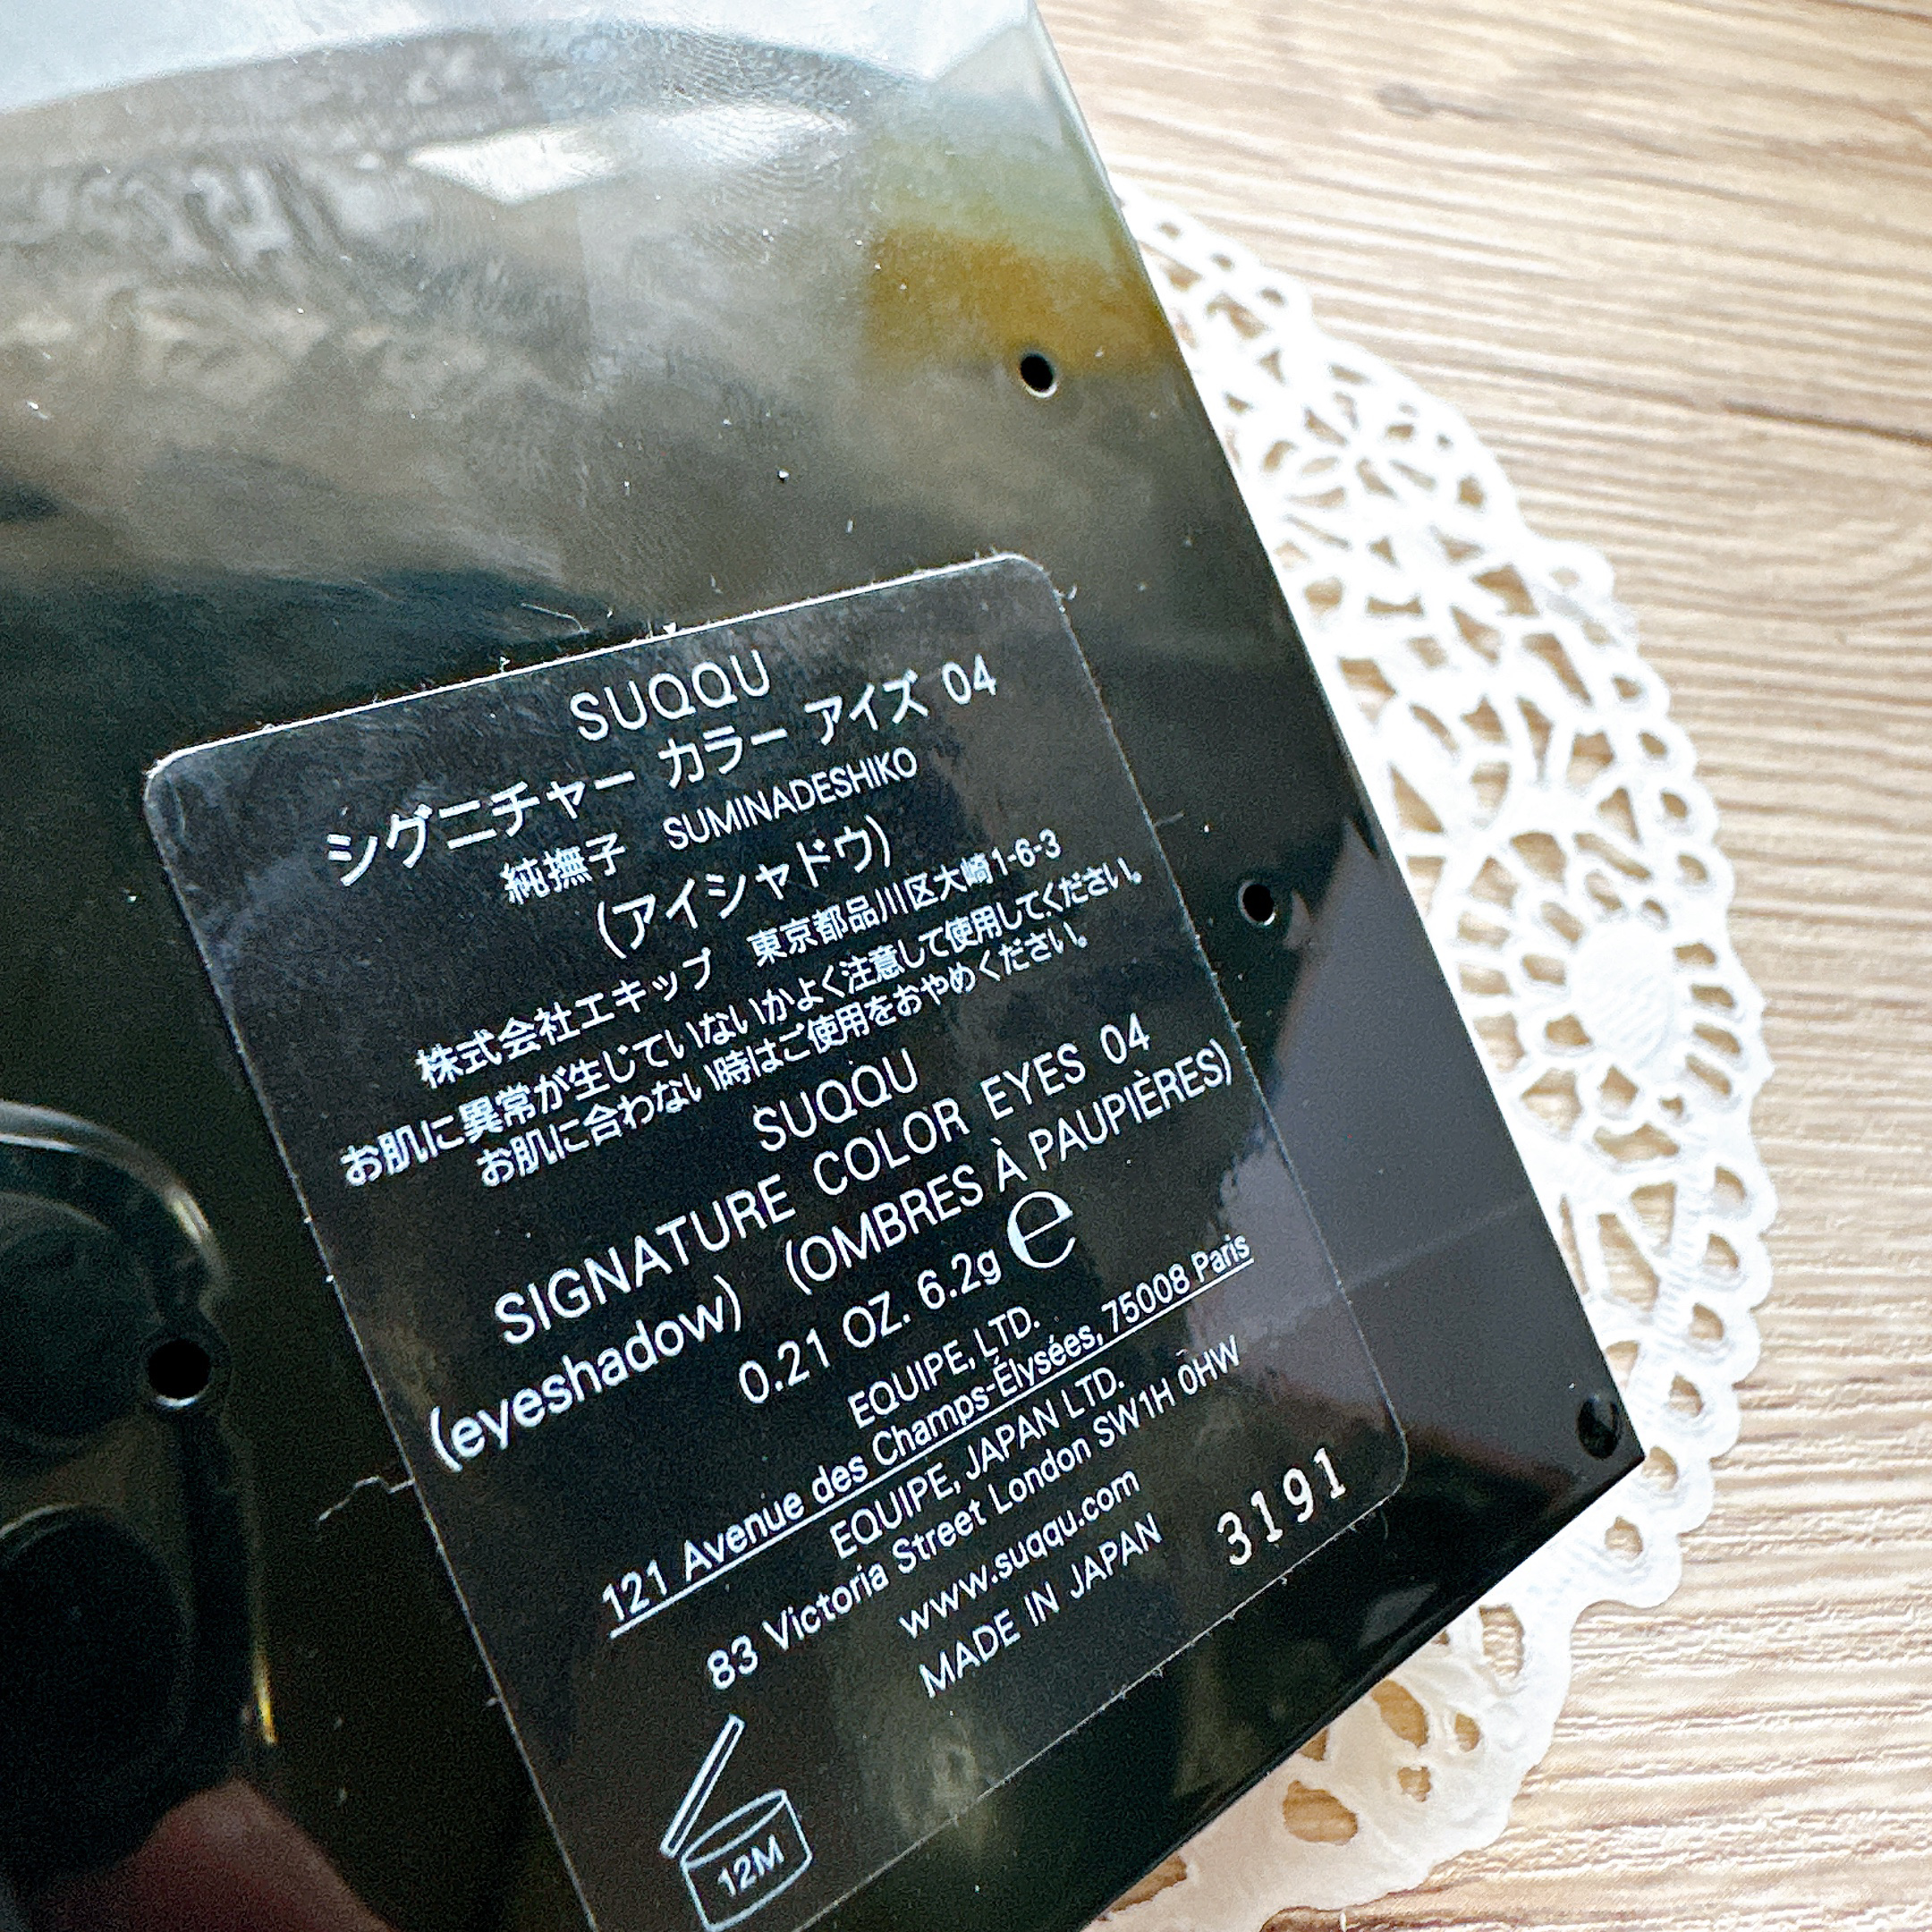 SUQQU
シグニチャー カラー アイズ 04
純撫子 SUMINADESHIKO
(アイシャドウ)
株式会社エキップ 東京都品川区大崎1-6-3
お肌に異常が生じていないかよく注意して使用してください。
お肌に合わない時はご使用をおやめください。
SUQQU
SIGNATURE COLOR EYES 04
(eyeshadow) (OMBRES À PAUPIÈRES)
0.21 OZ. 6.2g ℮
EQUIPE, LTD.
121 Avenue des Champs-Élysées, 75008 Paris
EQUIPE, JAPAN LTD.
83 Victoria Street London SW1H 0HW
www.suqqu.com
MADE IN JAPAN 3191
12M